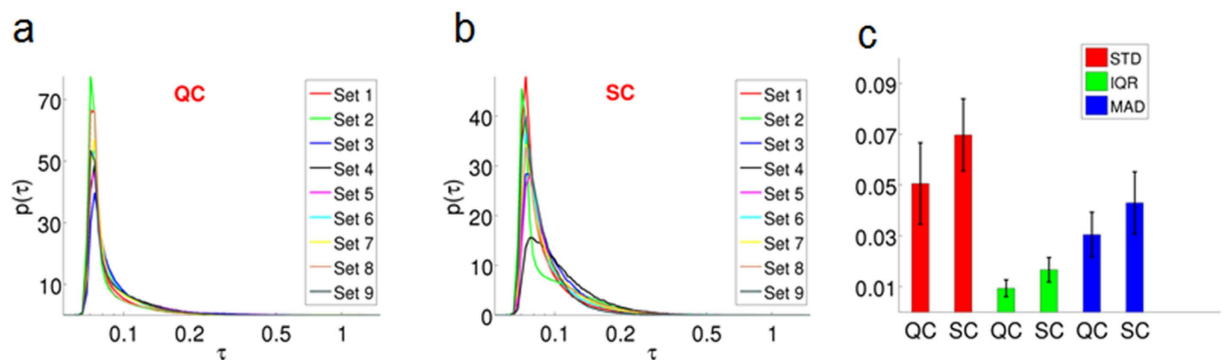 a
QC
p(τ)
70
50
30
10
0.1
0.2
0.5
1
τ
Set 1
Set 2
Set 3
Set 4
Set 5
Set 6
Set 7
Set 8
Set 9
b
SC
p(τ)
40
30
20
10
0
0.1
0.2
0.5
1
τ
Set 1
Set 2
Set 3
Set 4
Set 5
Set 6
Set 7
Set 8
Set 9
c
STD
IQR
MAD
0.09
0.07
0.05
0.03
0.01
QC SC QC SC QC SC